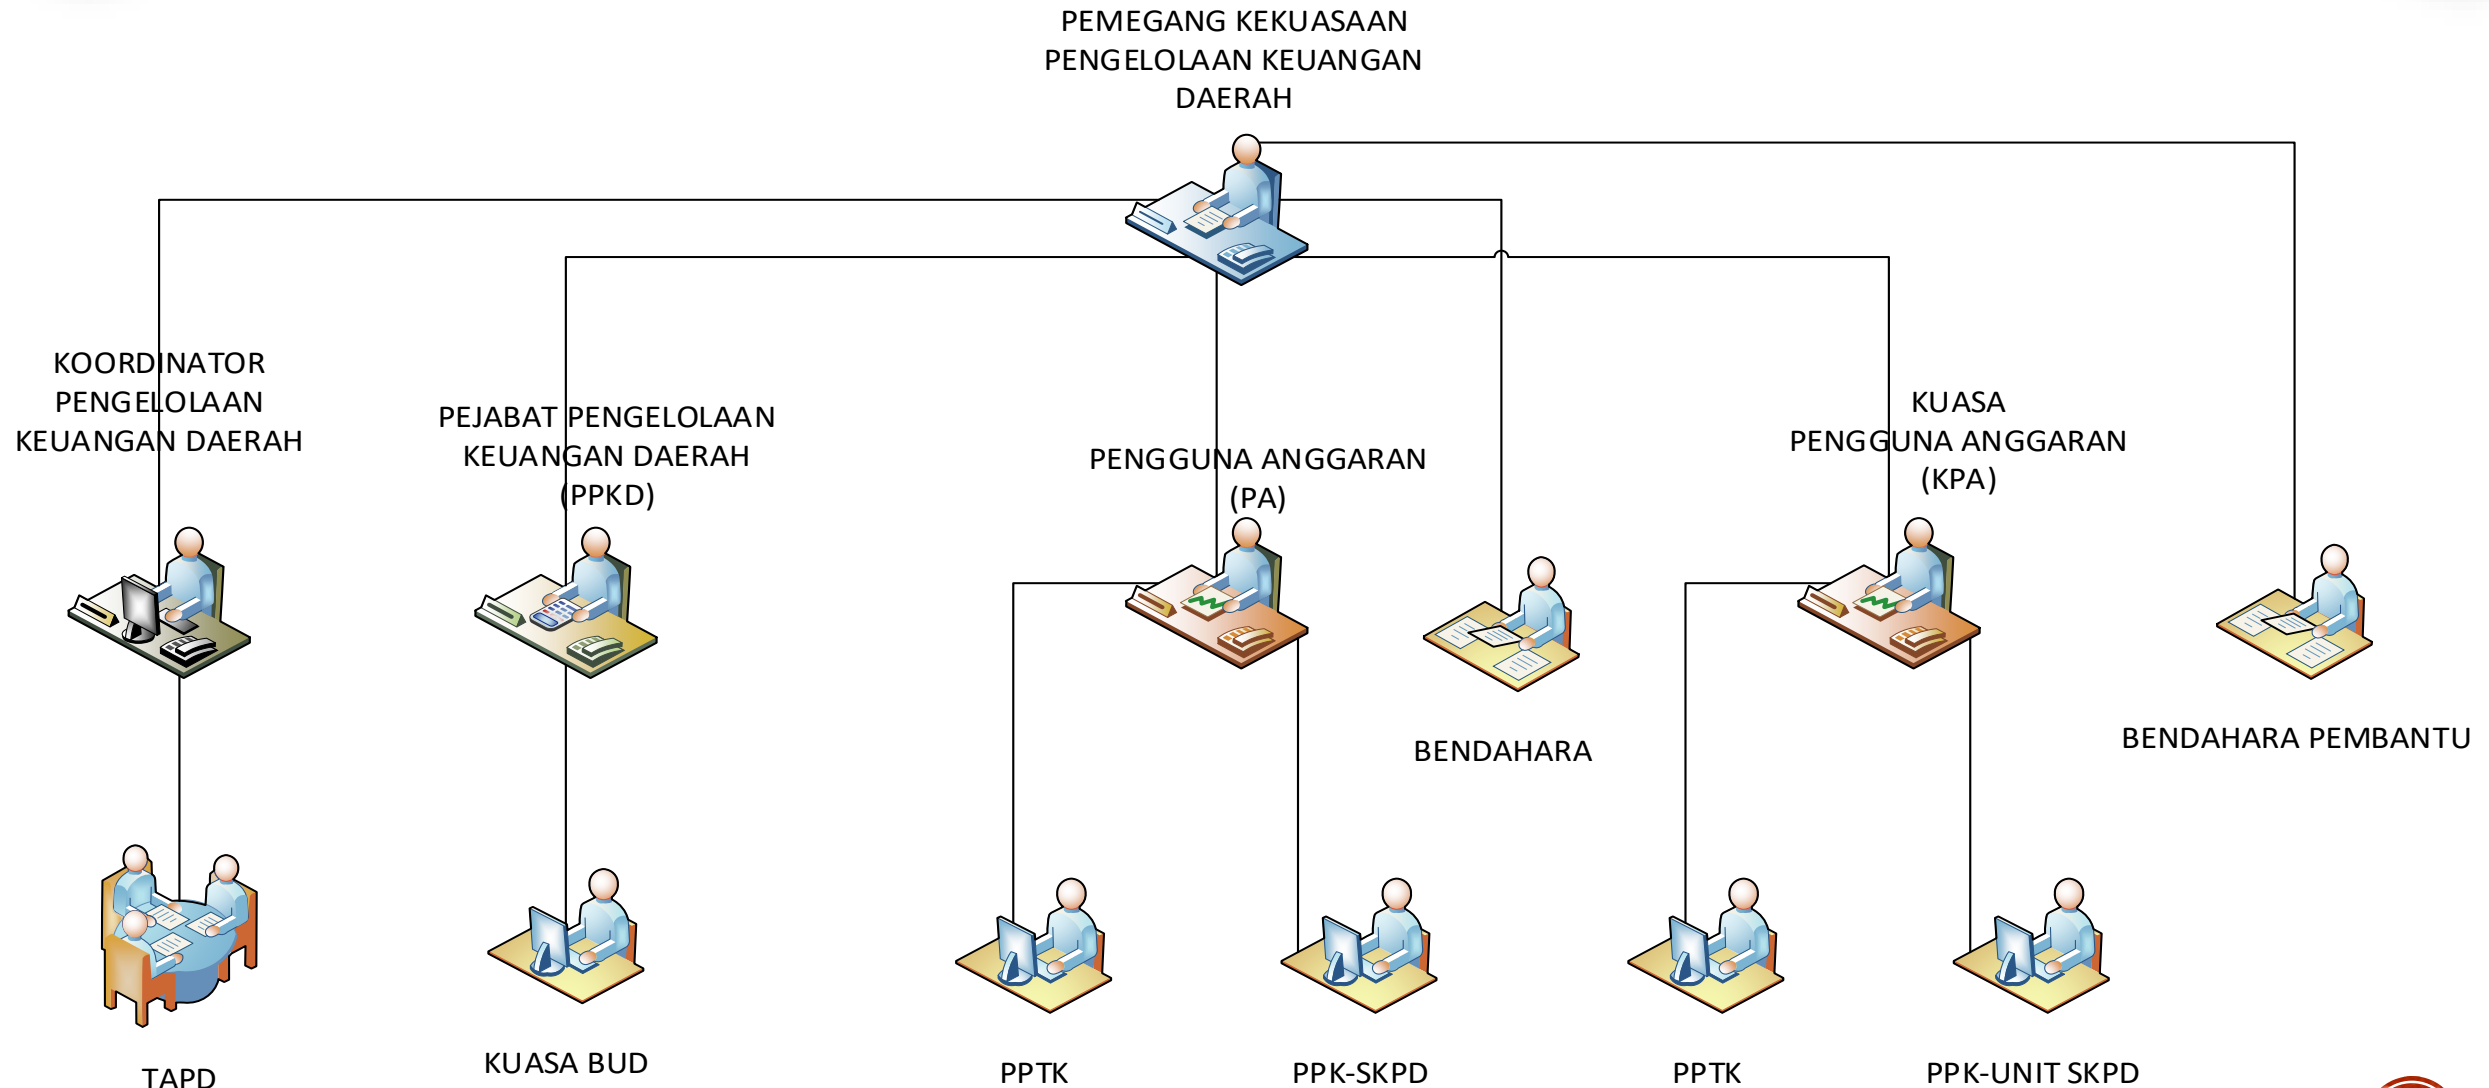 PEMEGANG KEKUASAAN
PENGELOLAAN KEUANGAN
DAERAH
KOORDINATOR
PENGELOLAAN
KEUANGAN DAERAH
PEJABAT PENGELOLAAN
KEUANGAN DAERAH
(PPKD)
PENGGUNA ANGGARAN
(PA)
KUASA
PENGGUNA ANGGARAN
(KPA)
BENDAHARA
BENDAHARA PEMBANTU
TAPD
KUASA BUD
PPTK
PPK-SKPD
PPTK
PPK-UNIT SKPD